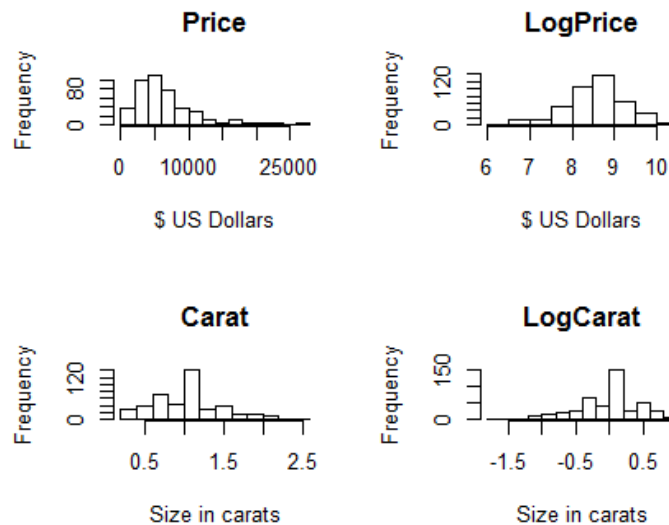 Price
LogPrice
Frequency
80
0
Frequency
120
0
0 10000 25000
6 7 8 9 10
$ US Dollars
$ US Dollars
Carat
LogCarat
Frequency
120
0
Frequency
150
0
0.5 1.5 2.5
-1.5 -0.5 0.5
Size in carats
Size in carats